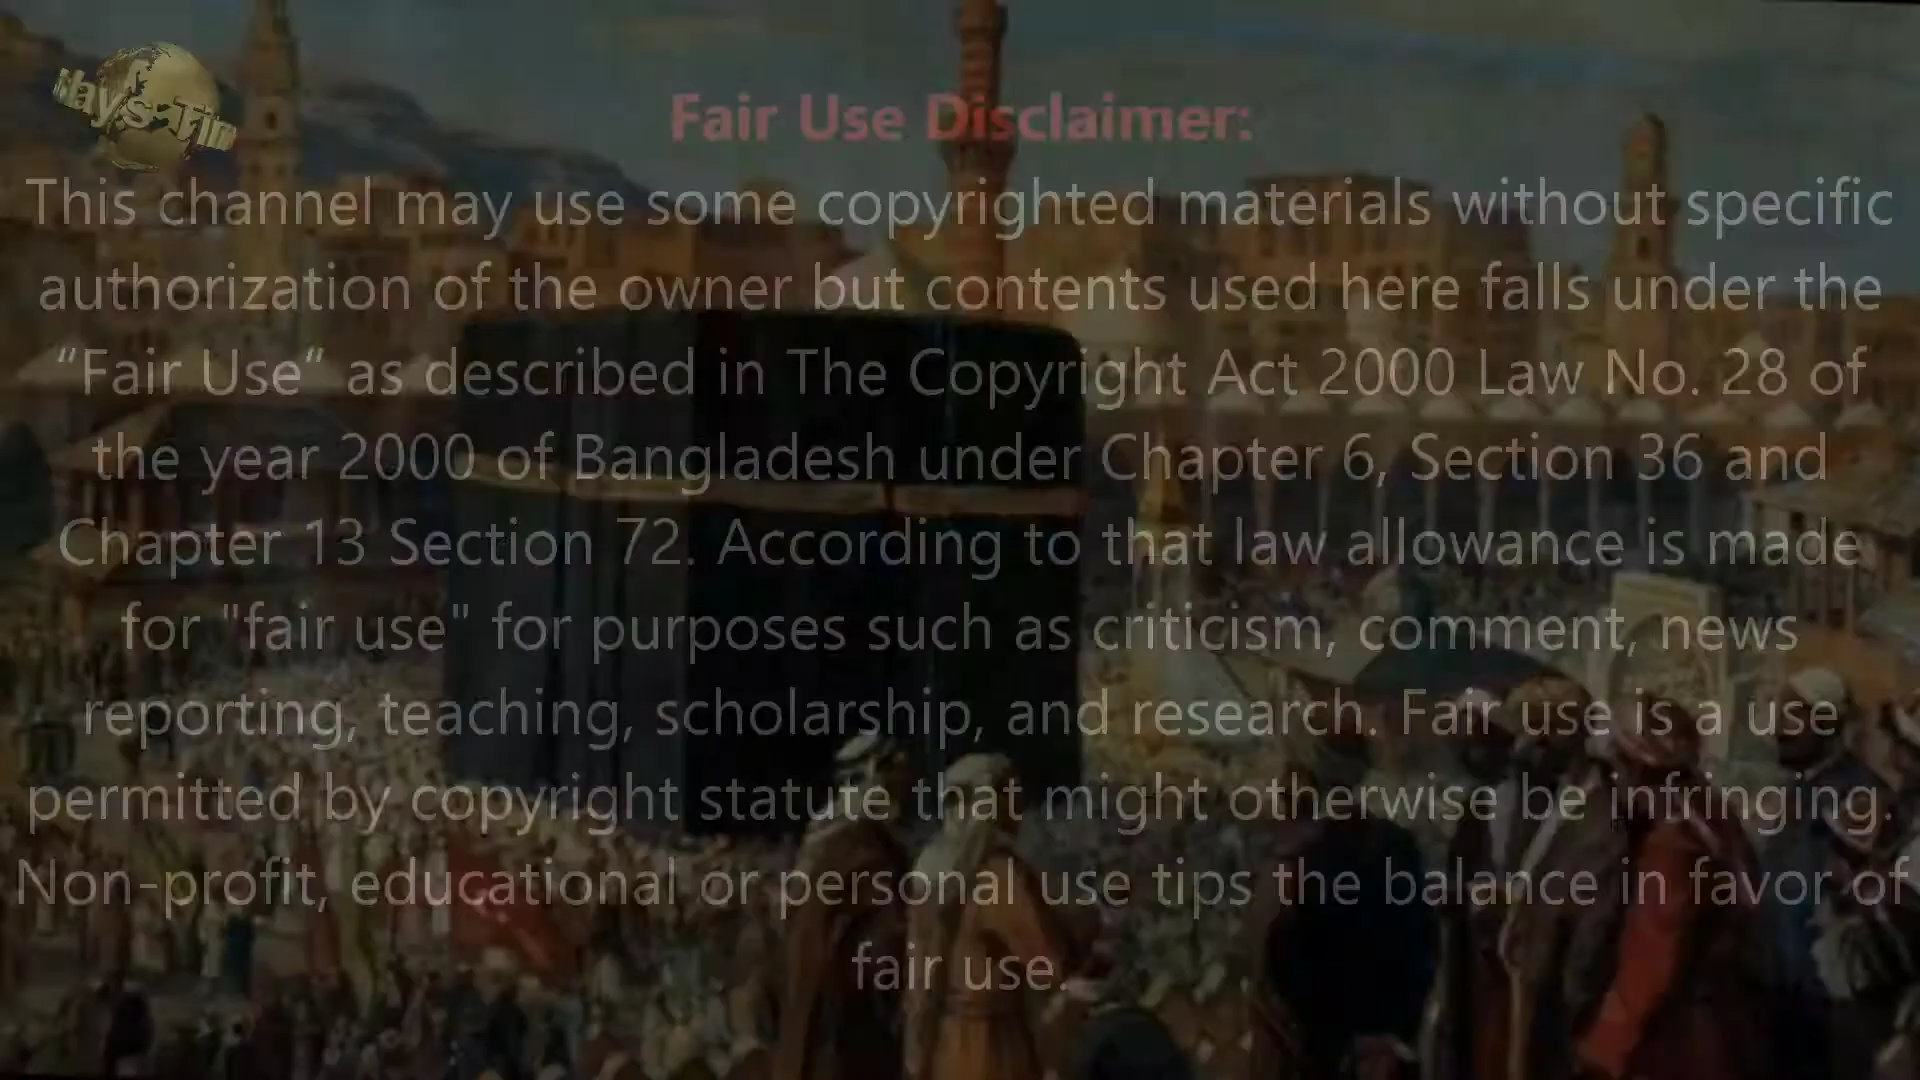 Fair Use Disclaimer:
This channel may use some copyrighted materials without specific
authorization of the owner but contents used here falls under the
“Fair Use“ as described in The Copyright Act 2000 Law No. 28 of
the year 2000 of Bangladesh under Chapter 6, Section 36 and
Chapter 13 Section 72. According to that law allowance is made
for "fair use" for purposes such as criticism, comment, news
reporting, teaching, scholarship, and research. Fair use is a use
permitted by copyright statute that might otherwise be infringing.
Non-profit, educational or personal use tips the balance in favor of
fair use.